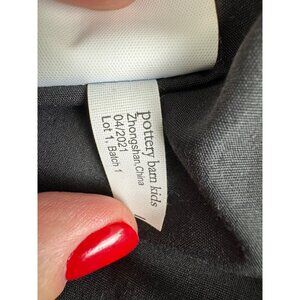 pottery barn kids
Zhongshan,China
04/2021
Lot 1, Batch 1